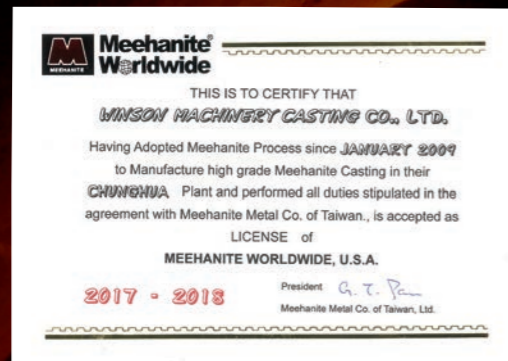 Meehanite®
Worldwide
MEEHANITE
THIS IS TO CERTIFY THAT
WINSON MACHINERY CASTING CO., LTD.
Having Adopted Meehanite Process since JANUARY 2009
to Manufacture high grade Meehanite Casting in their
CHUNGHUA Plant and performed all duties stipulated in the
agreement with Meehanite Metal Co. of Taiwan., is accepted as
LICENSE of
MEEHANITE WORLDWIDE, U.S.A.
2017 - 2018
President G. T. Pan
Meehanite Metal Co. of Taiwan, Ltd.